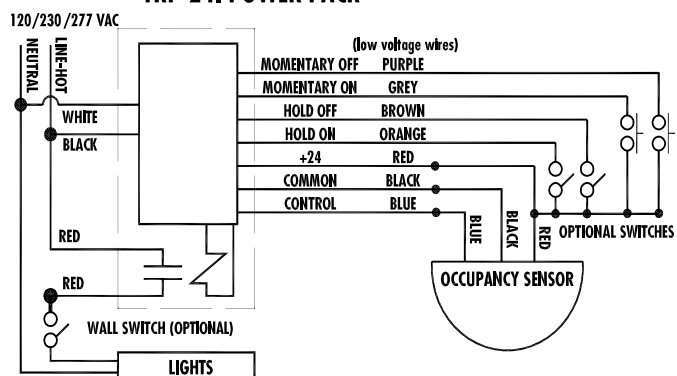 POWER PACK
120/230/277 VAC
NEUTRAL
LINE-HOT
(low voltage wires)
MOMENTARY OFF PURPLE
MOMENTARY ON GREY
WHITE
HOLD OFF BROWN
BLACK
HOLD ON ORANGE
+24 RED
COMMON BLACK
CONTROL BLUE
BLUE
BLACK
RED
OPTIONAL SWITCHES
RED
OCCUPANCY SENSOR
RED
WALL SWITCH (OPTIONAL)
LIGHTS